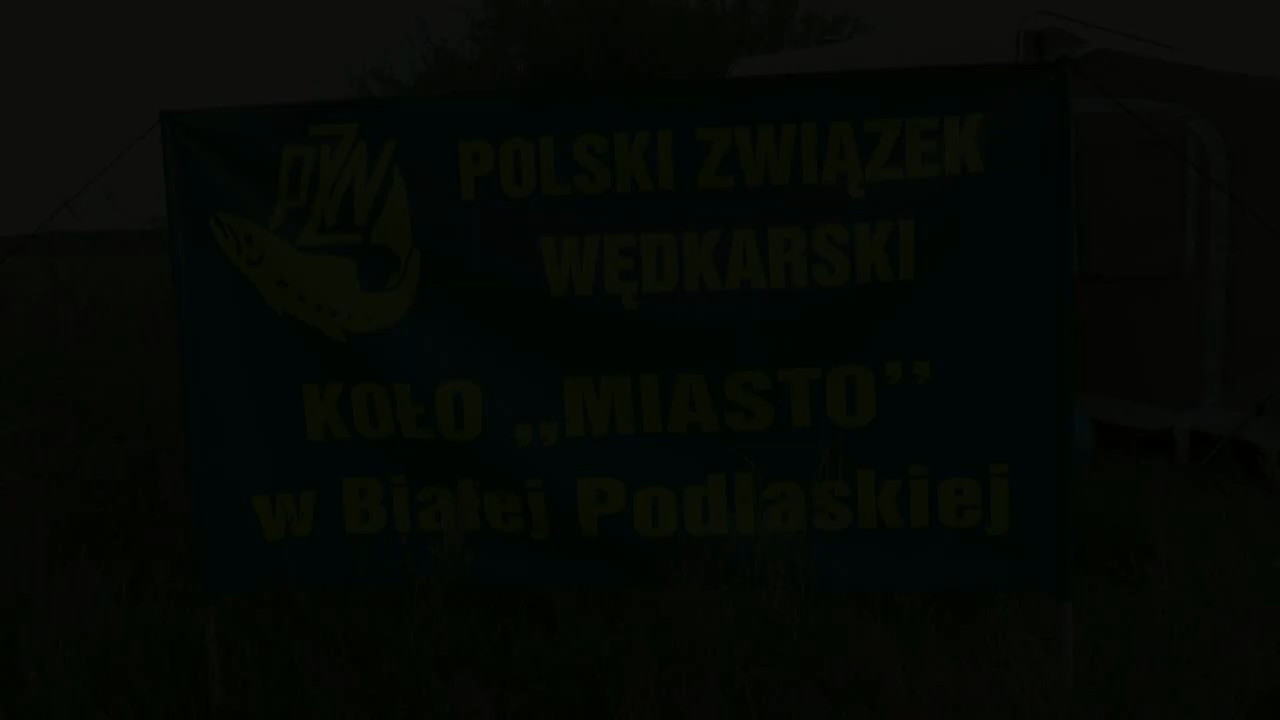 PZW
POLSKI ZWIĄZEK
WĘDKARSKI
KOŁO „MIASTO”
w Białej Podlaskiej